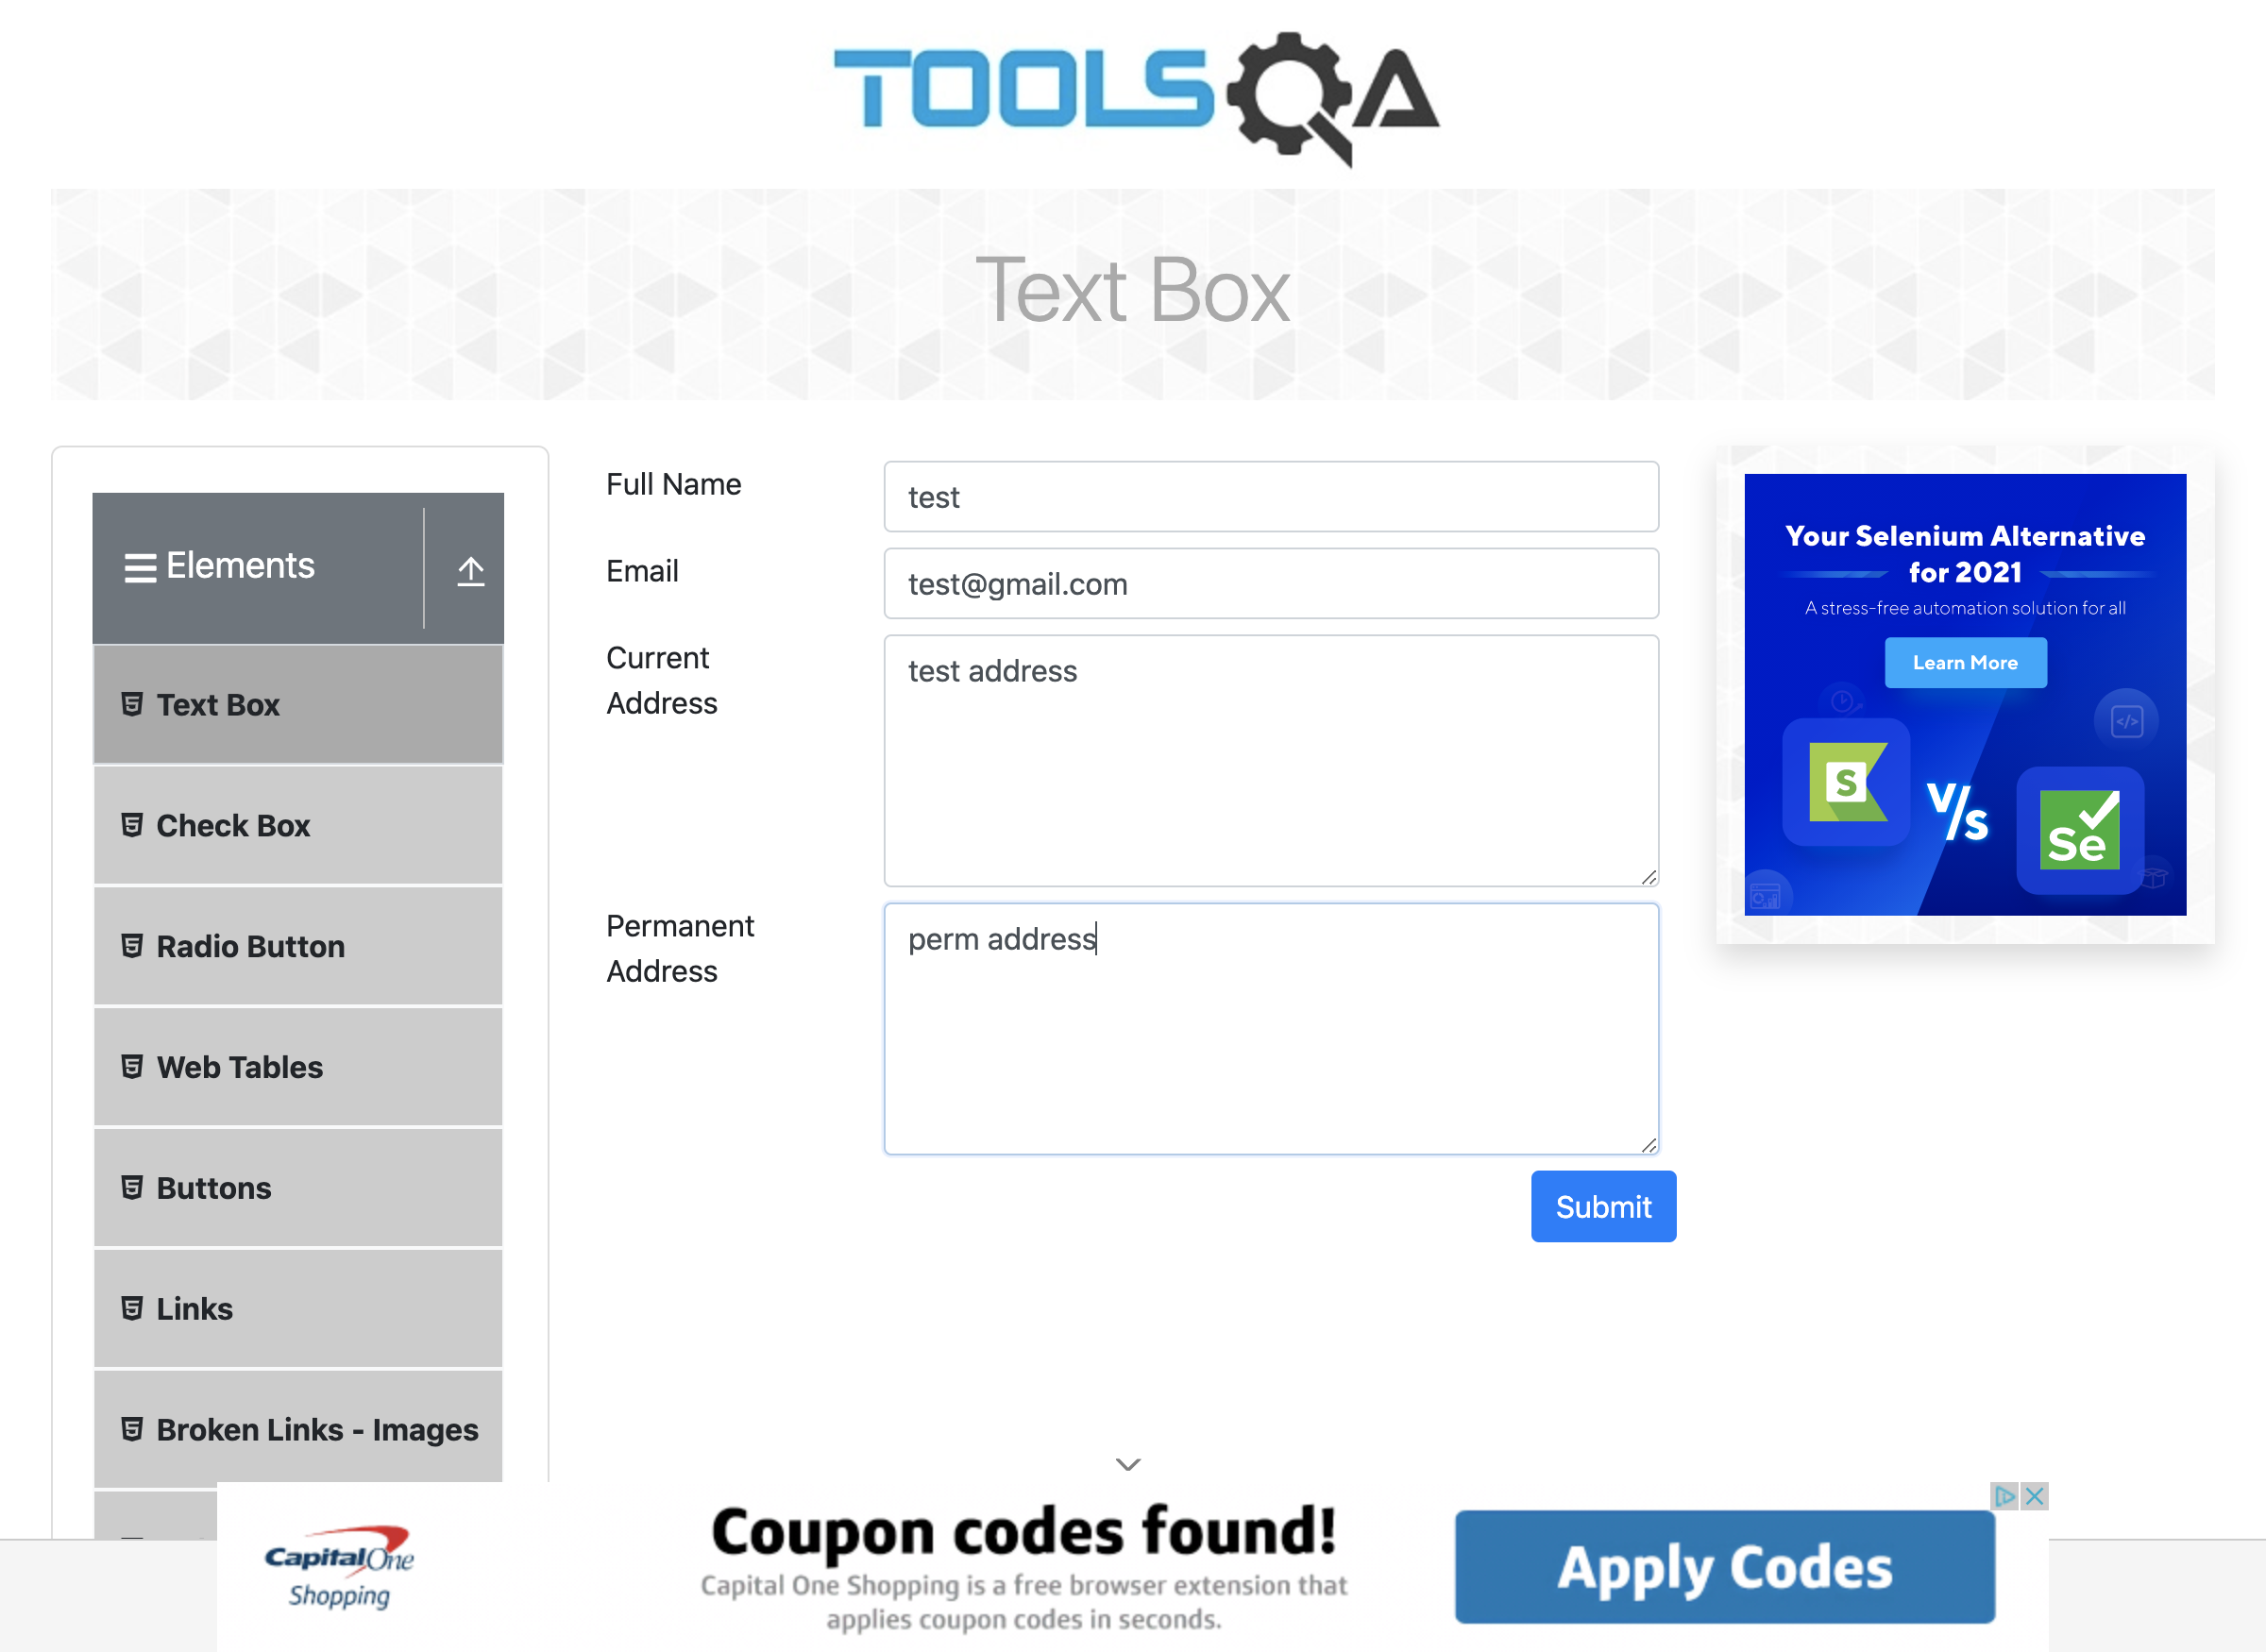 TOOLSQA
Text Box
Elements
Text Box
Check Box
Radio Button
Web Tables
Buttons
Links
Broken Links - Images
Full Name
test
Email
test@gmail.com
Current
Address
test address
Permanent
Address
perm address
Submit
Your Selenium Alternative
for 2021
A stress-free automation solution for all
Learn More
S
V/s
Se
CapitalOne
Shopping
Coupon codes found!
Capital One Shopping is a free browser extension that
applies coupon codes in seconds.
Apply Codes